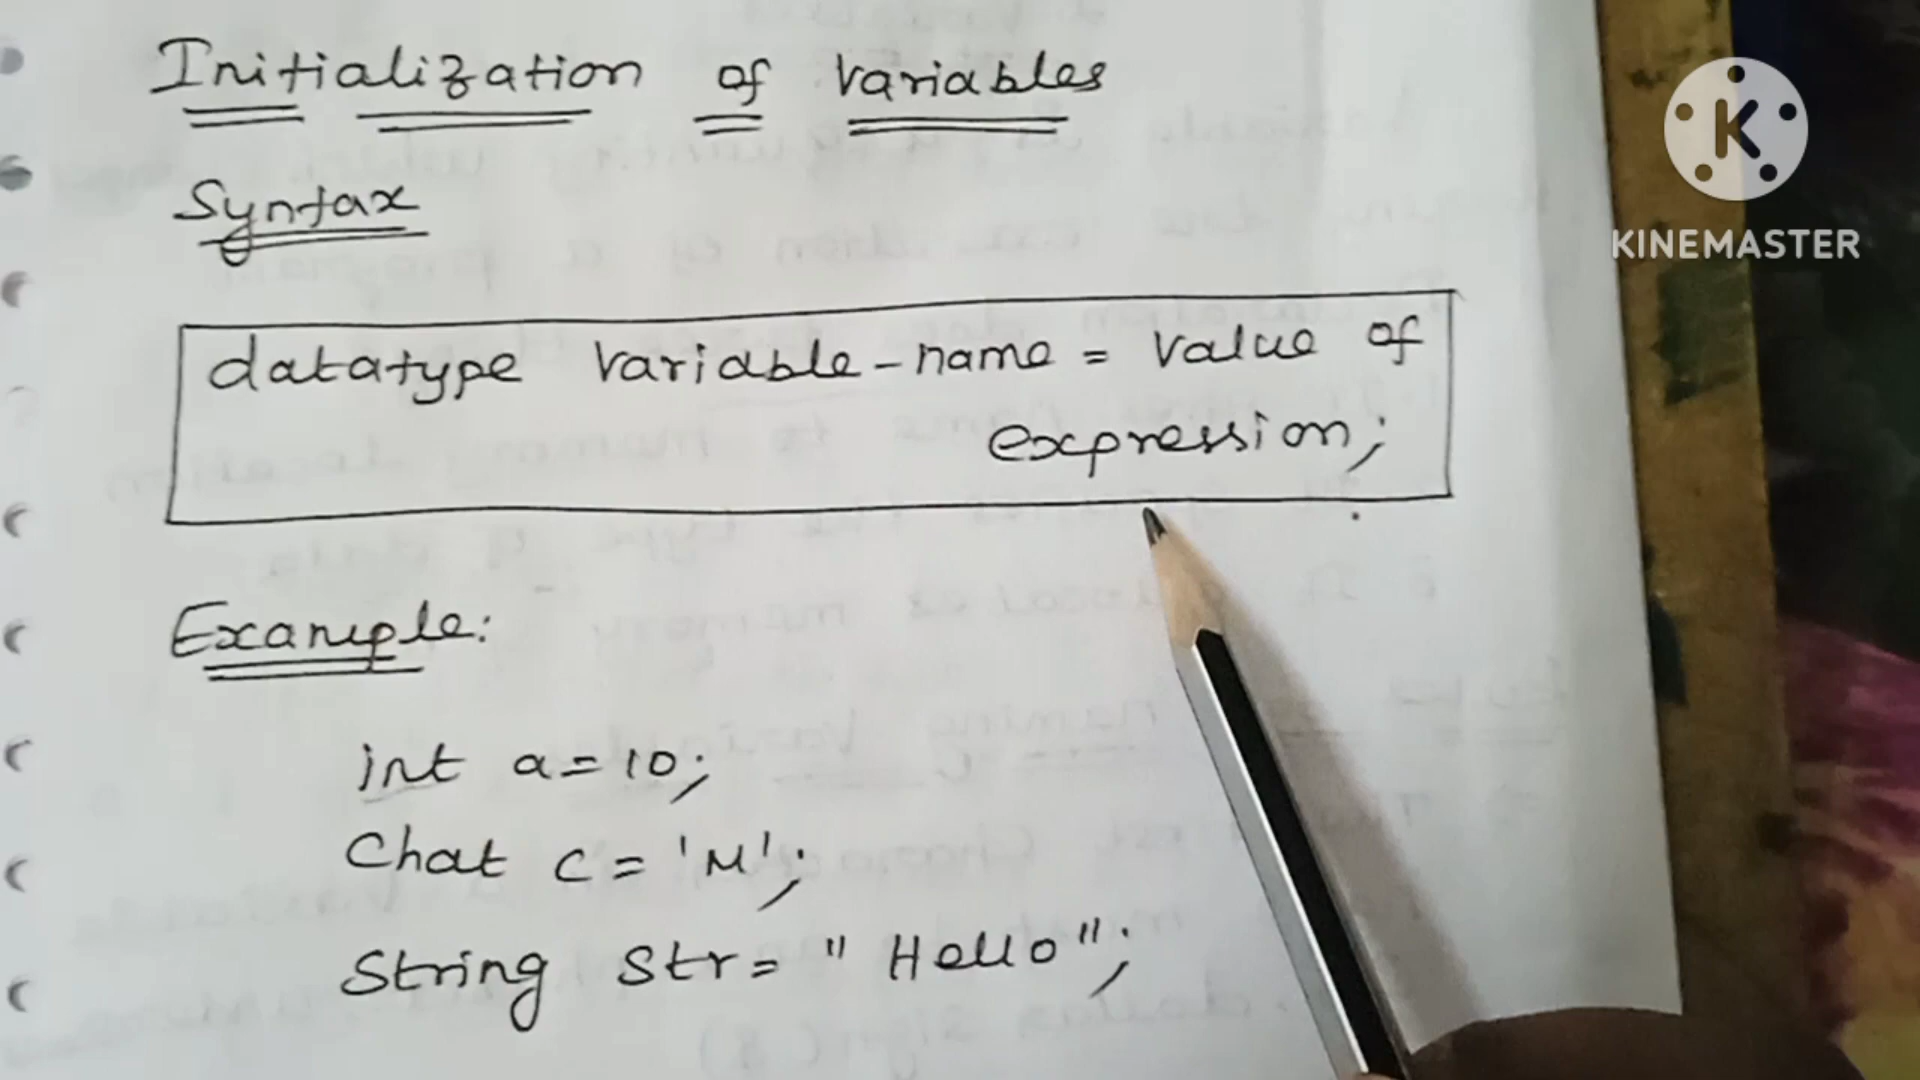 Initialization of Variables
Syntax
datatype variable-name = value of
expression;
Example:
int a=10;
Chat c = 'M';
String Str= "Hello";
KINEMASTER